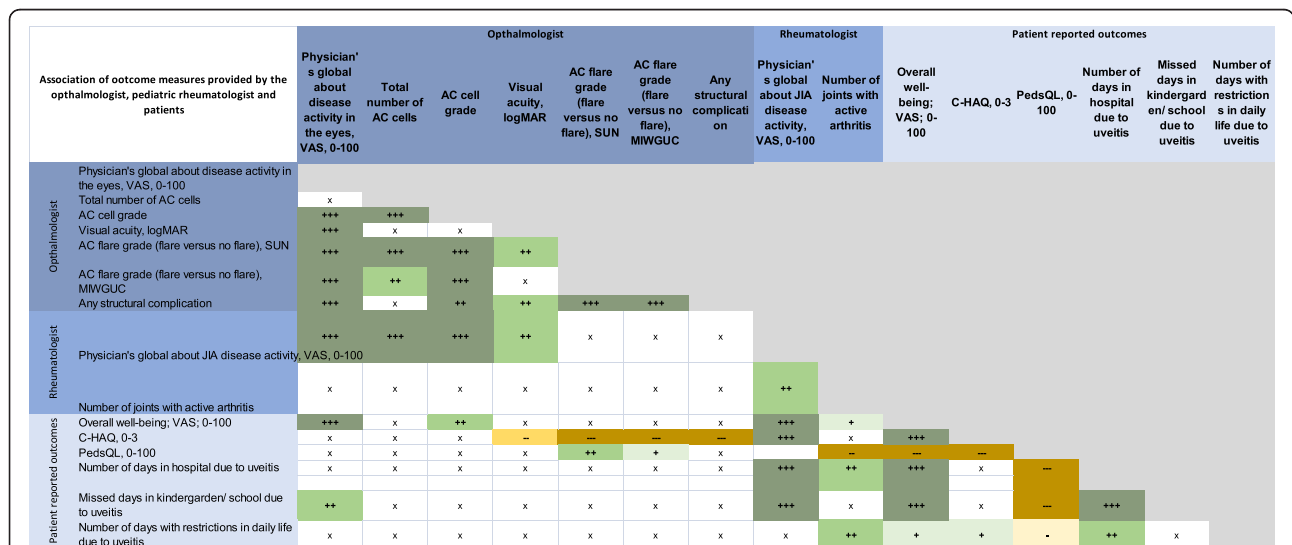 Opthalmologist Rheumatologist Patient reported outcomes
Association of ootcome measures provided by the opthalmologist, pediatric rheumatologist and patients
Physician's global about disease activity in the eyes, VAS, 0-100
Total number of AC cells
AC cell grade
Visual acuity, logMAR
AC flare grade (flare versus no flare), SUN
AC flare grade (flare versus no flare), MIWGUC
Any structural complicati on
Physician's global about JIA disease activity, VAS, 0-100
Number of joints with active arthritis
Overall well-being; VAS; 0-100
C-HAQ, 0-3
PedsQL, 0-100
Number of days in hospital due to uveitis
Missed days in kindergarden/ school due to uveitis
Number of days with restriction s in daily life due to uveitis
Opthalmologist
Physician's global about disease activity in the eyes, VAS, 0-100
Total number of AC cells x
AC cell grade +++ +++
Visual acuity, logMAR +++ x x
AC flare grade (flare versus no flare), SUN +++ +++ +++ ++
AC flare grade (flare versus no flare), MIWGUC +++ ++ +++ x
Any structural complication +++ x ++ ++ +++ +++
Rheumatologist
Physician's global about JIA disease activity, VAS, 0-100 +++ +++ +++ ++ x x x
Number of joints with active arthritis x x x x x x x ++
Patient reported outcomes
Overall well-being; VAS; 0-100 +++ x ++ x x x x +++ +
C-HAQ, 0-3 x x x -- --- --- --- +++ x +++
PedsQL, 0-100 x x x x ++ + x -- --- ---
Number of days in hospital due to uveitis x x x x x x x +++ ++ +++ x ---
Missed days in kindergarden/ school due to uveitis ++ x x x x x x +++ x +++ x --- +++
Number of days with restrictions in daily life due to uveitis x x x x x x x x ++ + + - ++ x